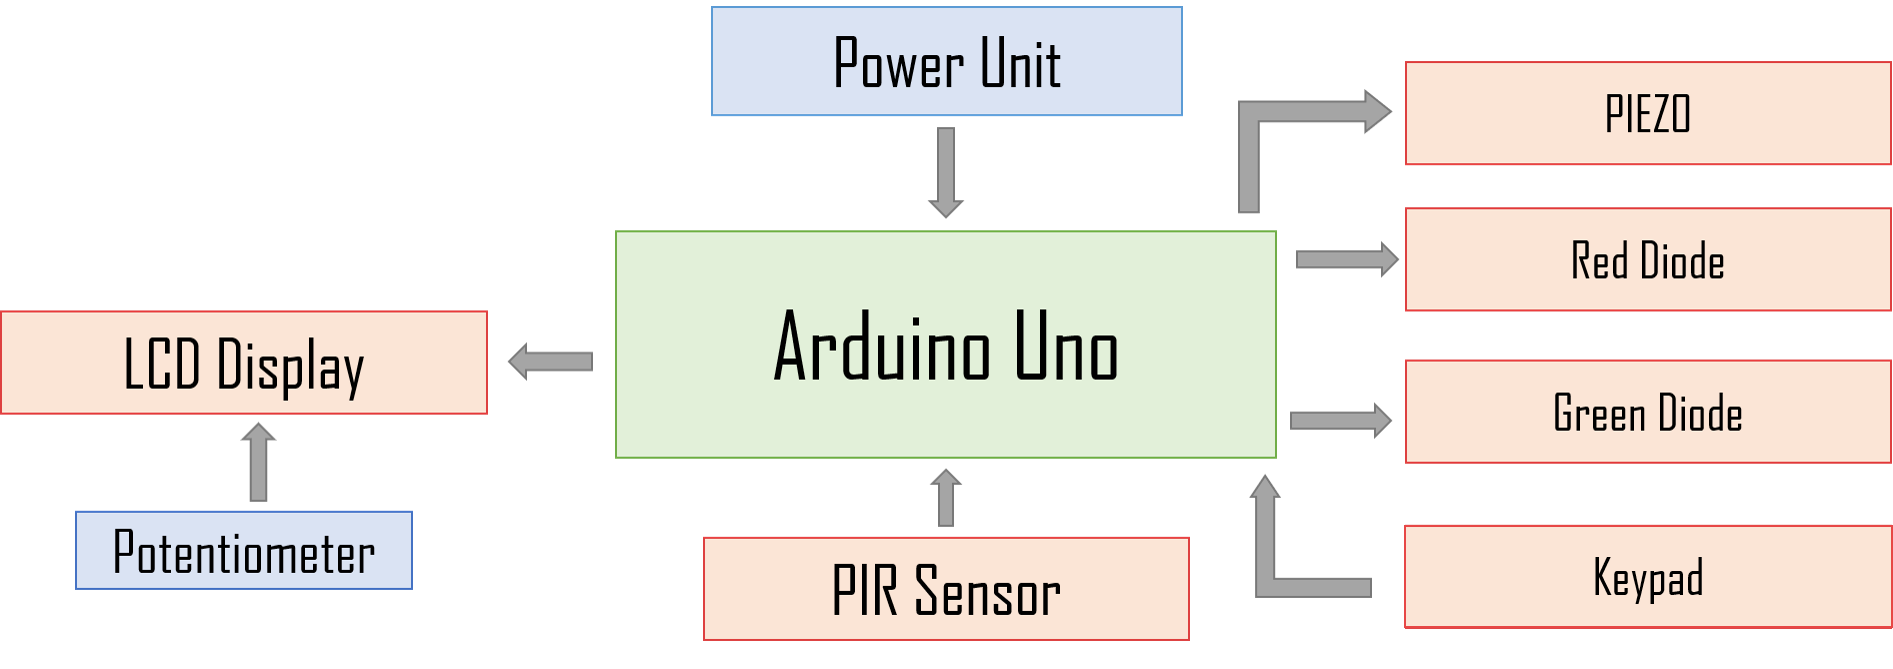 Power Unit
PIEZO
Red Diode
Arduino Uno
LCD Display
Green Diode
Potentiometer
PIR Sensor
Keypad